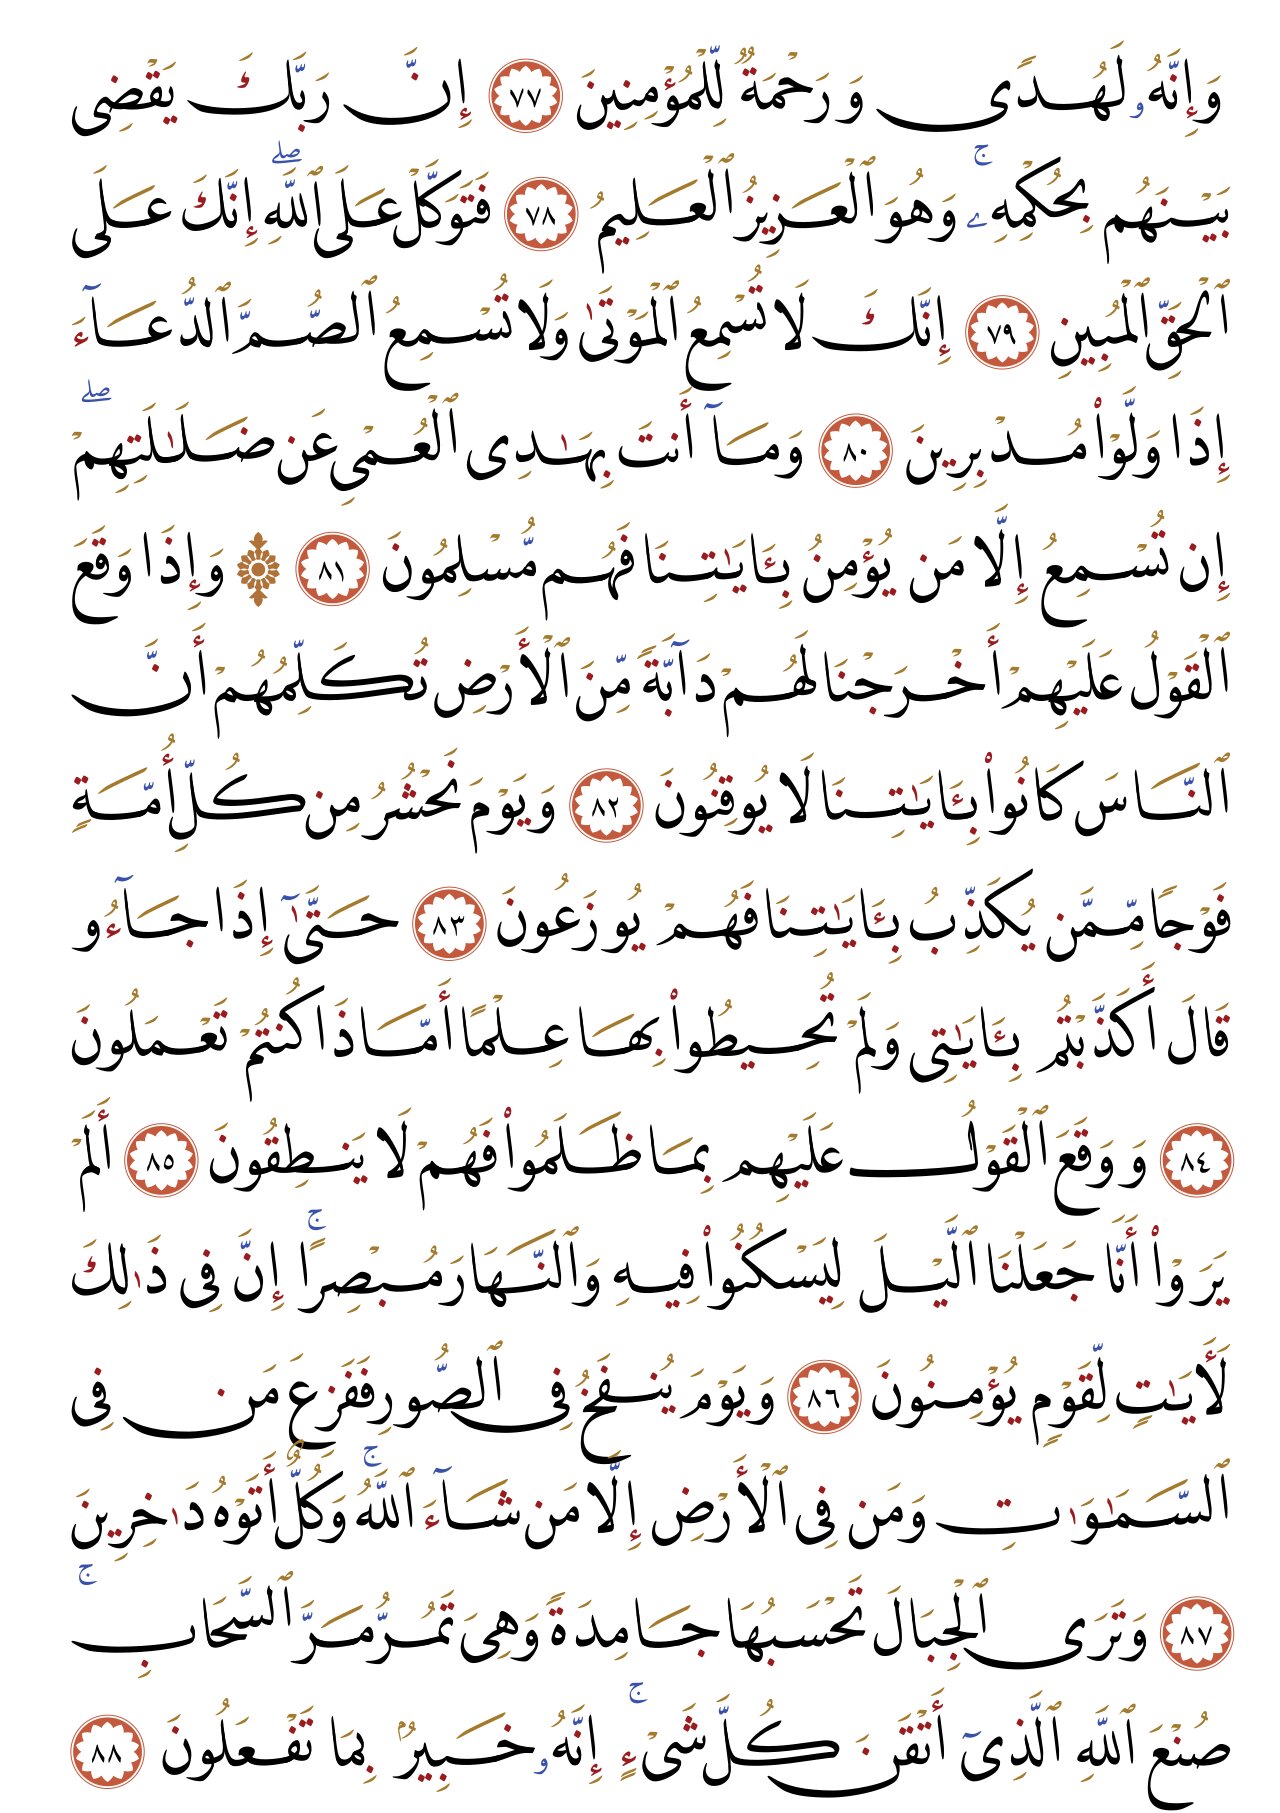 وَإِنَّهُۥ لَهُدًى وَرَحْمَةٌ لِّلْمُؤْمِنِينَ ٧٧ إِنَّ رَبَّكَ يَقْضِى
بَيْنَهُم بِحُكْمِهِۦ ۚ وَهُوَ ٱلْعَزِيزُ ٱلْعَلِيمُ ٧٨ فَتَوَكَّلْ عَلَى ٱللَّهِ ۖ إِنَّكَ عَلَى
ٱلْحَقِّ ٱلْمُبِينِ ٧٩ إِنَّكَ لَا تُسْمِعُ ٱلْمَوْتَىٰ وَلَا تُسْمِعُ ٱلصُّمَّ ٱلدُّعَآءَ
إِذَا وَلَّوْا۟ مُدْبِرِينَ ٨٠ وَمَآ أَنتَ بِهَـٰدِى ٱلْعُمْىِ عَن ضَلَـٰلَتِهِمْ ۖ
إِن تُسْمِعُ إِلَّا مَن يُؤْمِنُ بِـَٔايَـٰتِنَا فَهُم مُّسْلِمُونَ ٨١ ۞ وَإِذَا وَقَعَ
ٱلْقَوْلُ عَلَيْهِمْ أَخْرَجْنَا لَهُمْ دَآبَّةً مِّنَ ٱلْأَرْضِ تُكَلِّمُهُمْ أَنَّ
ٱلنَّاسَ كَانُوا۟ بِـَٔايَـٰتِنَا لَا يُوقِنُونَ ٨٢ وَيَوْمَ نَحْشُرُ مِن كُلِّ أُمَّةٍ
فَوْجًا مِّمَّن يُكَذِّبُ بِـَٔايَـٰتِنَا فَهُمْ يُوزَعُونَ ٨٣ حَتَّىٰٓ إِذَا جَآءُو
قَالَ أَكَذَّبْتُم بِـَٔايَـٰتِى وَلَمْ تُحِيطُوا۟ بِهَا عِلْمًا أَمَّاذَا كُنتُمْ تَعْمَلُونَ
٨٤ وَوَقَعَ ٱلْقَوْلُ عَلَيْهِم بِمَا ظَلَمُوا۟ فَهُمْ لَا يَنطِقُونَ ٨٥ أَلَمْ
يَرَوْا۟ أَنَّا جَعَلْنَا ٱلَّيْلَ لِيَسْكُنُوا۟ فِيهِ وَٱلنَّهَارَ مُبْصِرًا ۚ إِنَّ فِى ذَٰلِكَ
لَـَٔايَـٰتٍ لِّقَوْمٍ يُؤْمِنُونَ ٨٦ وَيَوْمَ يُنفَخُ فِى ٱلصُّورِ فَفَزِعَ مَن فِى
ٱلسَّمَـٰوَٰتِ وَمَن فِى ٱلْأَرْضِ إِلَّا مَن شَآءَ ٱللَّهُ ۚ وَكُلٌّ أَتَوْهُ دَٰخِرِينَ
٨٧ وَتَرَى ٱلْجِبَالَ تَحْسَبُهَا جَامِدَةً وَهِىَ تَمُرُّ مَرَّ ٱلسَّحَابِ ۚ
صُنْعَ ٱللَّهِ ٱلَّذِىٓ أَتْقَنَ كُلَّ شَىْءٍ ۚ إِنَّهُۥ خَبِيرٌۢ بِمَا تَفْعَلُونَ ٨٨